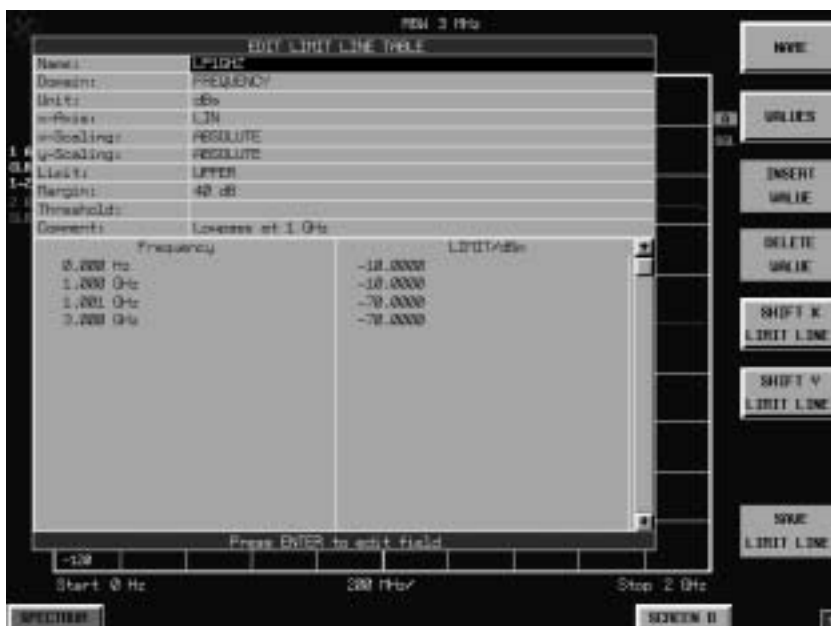 RBW 3 MHz
EDIT LIMIT LINE TABLE
Name: LP1GHZ
Domain: FREQUENCY
Unit: dBm
x-Axis: LIN
x-Scaling: ABSOLUTE
y-Scaling: ABSOLUTE
Limit: UPPER
Margin: 40 dB
Threshold:
Comment: Lowpass at 1 GHz
Frequency LIMIT/dBm
0.000 Hz -10.0000
1.000 GHz -10.0000
1.001 GHz -70.0000
3.000 GHz -70.0000
Press ENTER to edit field
-120
Start 0 Hz 200 MHz/ Stop 2 GHz
SPECTRUM SCREEN B
NAME
VALUES
INSERT
VALUE
DELETE
VALUE
SHIFT X
LIMIT LINE
SHIFT Y
LIMIT LINE
SAVE
LIMIT LINE